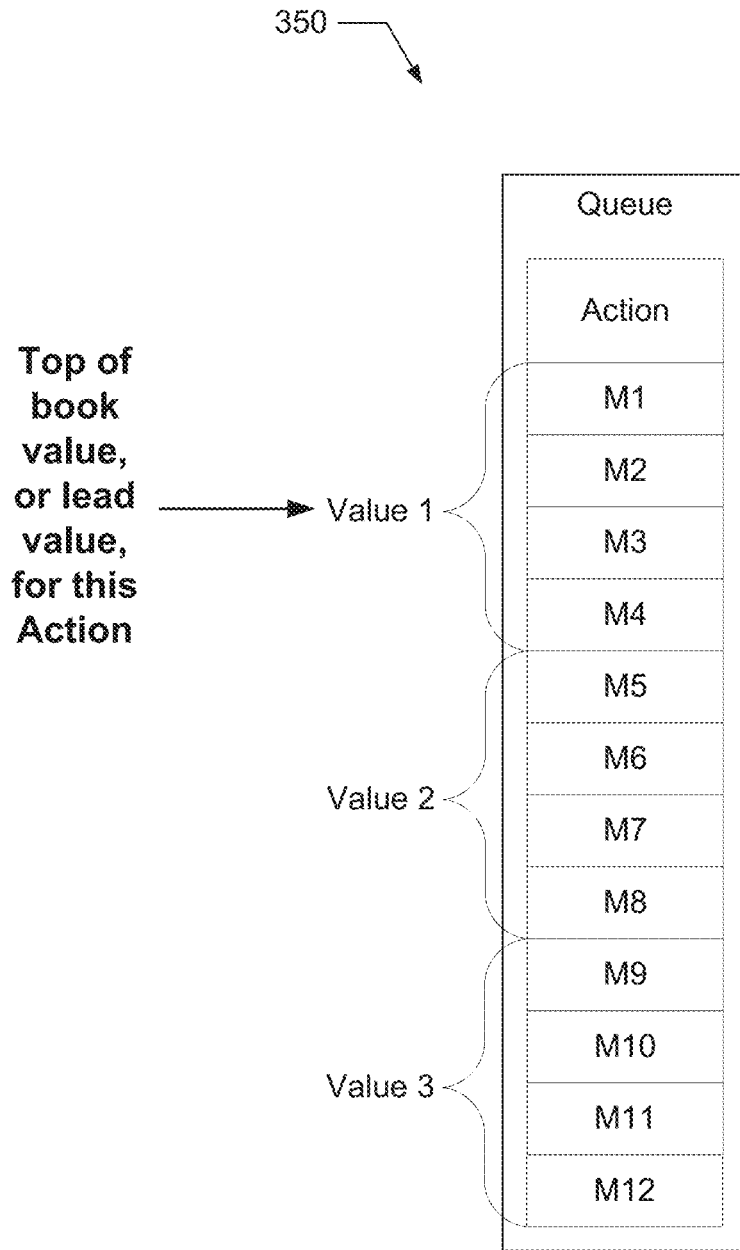 350
Queue
Action
Top of
book
value,
or lead
value,
for this
Action
Value 1
M1
M2
M3
M4
Value 2
M5
M6
M7
M8
Value 3
M9
M10
M11
M12